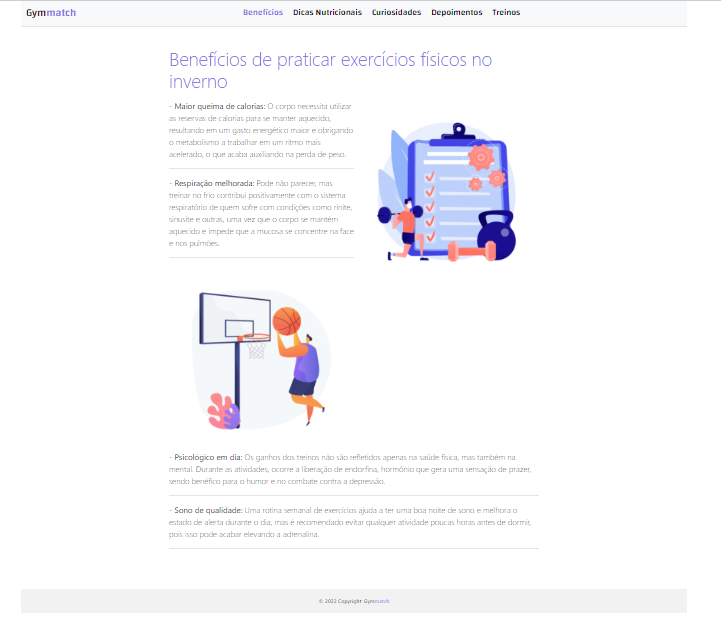 Gymmatch
Benefícios Dicas Nutricionais Curiosidades Depoimentos Treinos
Benefícios de praticar exercícios físicos no
inverno
- Maior queima de calorias: O corpo necessita utilizar
as reservas de calorias para se manter aquecido,
resultando em um gasto energético maior e obrigando
o metabolismo a trabalhar em um ritmo mais
acelerado, o que acaba auxiliando na perda de peso.
- Respiração melhorada: Pode não parecer, mas
treinar no frio contribui positivamente com o sistema
respiratório de quem sofre com condições como rinite,
sinusite e outras, uma vez que o corpo se mantém
aquecido e impeste que a mucosa se concentre na face
e nos pulmões.
- Psicológico em dia: Os ganhos dos treinos não são refletidos apenas na saúde física, mas também na
mental. Durante as atividades, ocorre a liberação de endorfina, hormônio que gera uma sensação de prazer,
sendo benéfico para o humor e no combate contra a depressão.
- Sono de qualidade: Uma rotina semanal de exercícios ajuda a ter uma boa noite de sono e melhora o
estado de alerta durante o dia, mas é recomendado evitar qualquer atividade poucas horas antes de dormir,
pois isso pode acabar elevando a adrenalina.
© 2022 Copyright: Gymmatch